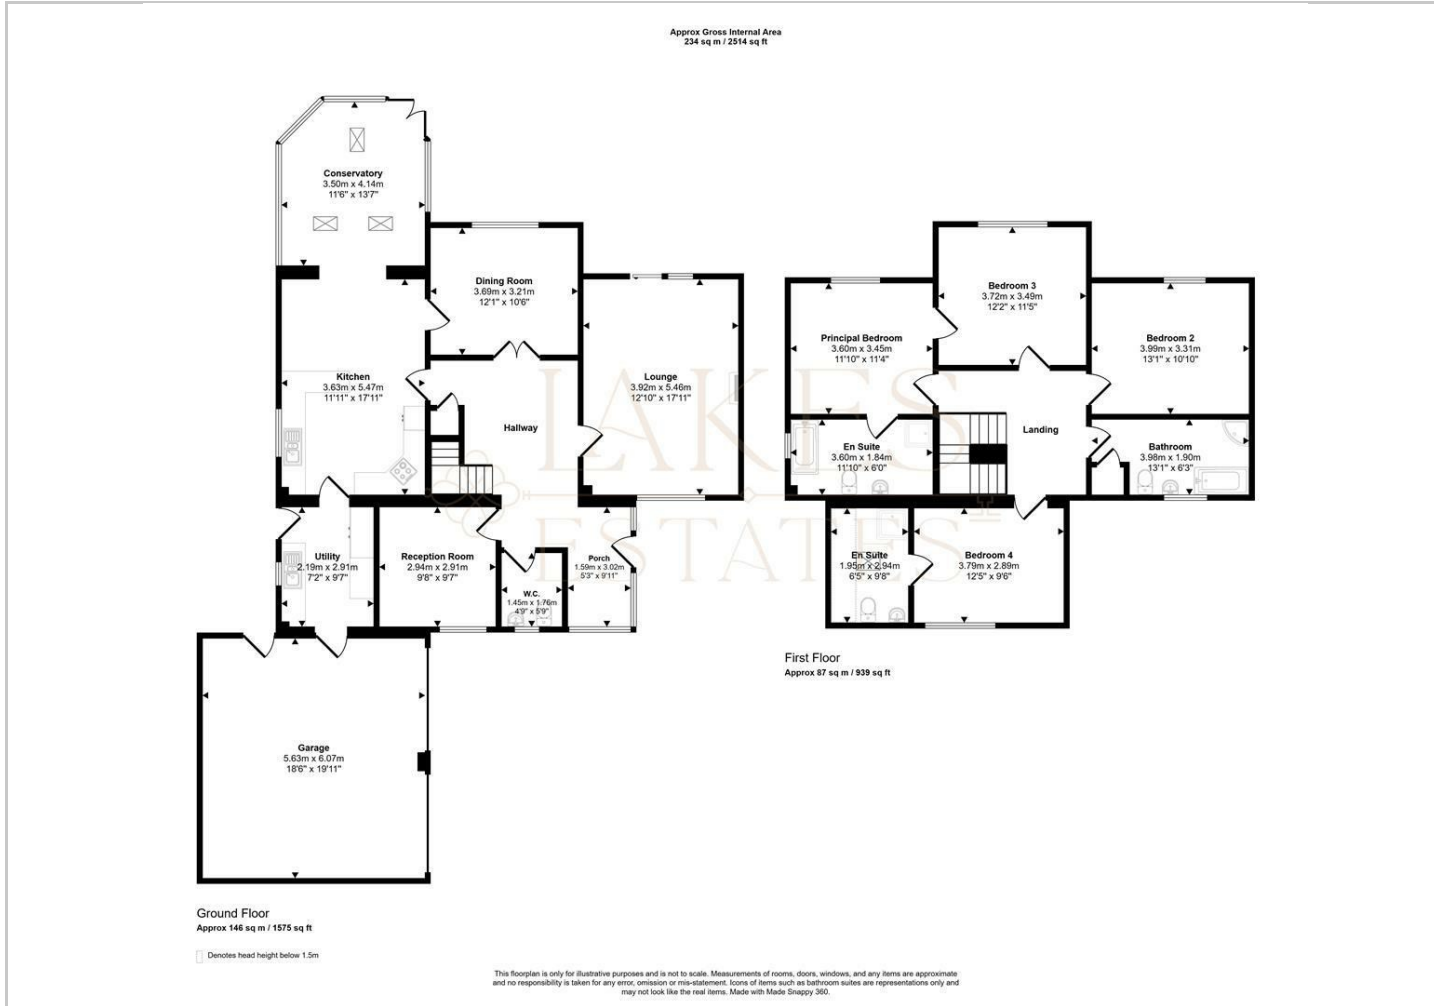 Approx Gross Internal Area
234 sq m / 2514 sq ft
Conservatory
3.50m x 4.14m
11'6" x 13'7"
Dining Room
3.69m x 3.21m
12'1" x 10'6"
Kitchen
3.63m x 5.47m
11'11" x 17'11"
Lounge
3.92m x 5.46m
12'10" x 17'11"
Hallway
Utility
2.19m x 2.91m
7'2" x 9'7"
Reception Room
2.94m x 2.91m
9'8" x 9'7"
W.C.
1.45m x 1.76m
4'9" x 5'9"
Porch
1.59m x 3.02m
5'3" x 9'11"
Garage
5.63m x 6.07m
18'6" x 19'11"
Ground Floor
Approx 146 sq m / 1575 sq ft
Denotes head height below 1.5m
Bedroom 3
3.72m x 3.49m
12'2" x 11'5"
Principal Bedroom
3.60m x 3.45m
11'10" x 11'4"
Bedroom 2
3.99m x 3.31m
13'1" x 10'10"
Landing
En Suite
3.60m x 1.84m
11'10" x 6'0"
Bathroom
3.98m x 1.90m
13'1" x 6'3"
En Suite
1.95m x 2.94m
6'5" x 9'8"
Bedroom 4
3.79m x 2.89m
12'5" x 9'6"
First Floor
Approx 87 sq m / 939 sq ft
LAKES
ESTATES
This floorplan is only for illustrative purposes and is not to scale. Measurements of rooms, doors, windows, and any items are approximate
and no responsibility is taken for any error, omission or mis-statement. Icons of items such as bathroom suites are representations only and
may not look like the real items. Made with Made Snappy 360.